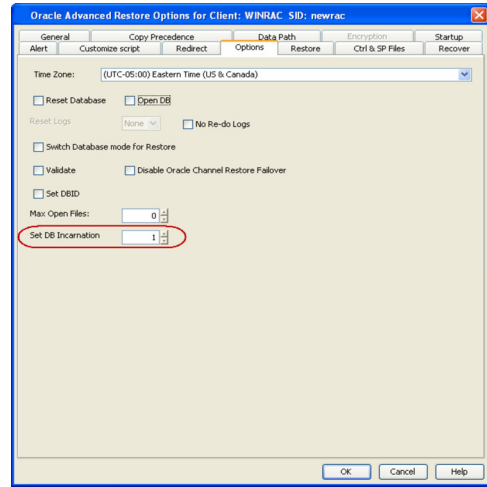 Oracle Advanced Restore Options for Client: WINRAC SID: newrac
General Copy Precedence Data Path Encryption Startup
Alert Customize script Redirect Options Restore Ctrl & SP Files Recover
Time Zone: (UTC-05:00) Eastern Time (US & Canada)
Reset Database Open DB
Reset Logs None No Re-do Logs
Switch Database mode for Restore
Validate Disable Oracle Channel Restore Failover
Set DBID
Max Open Files: 0
Set DB Incarnation 1
OK Cancel Help